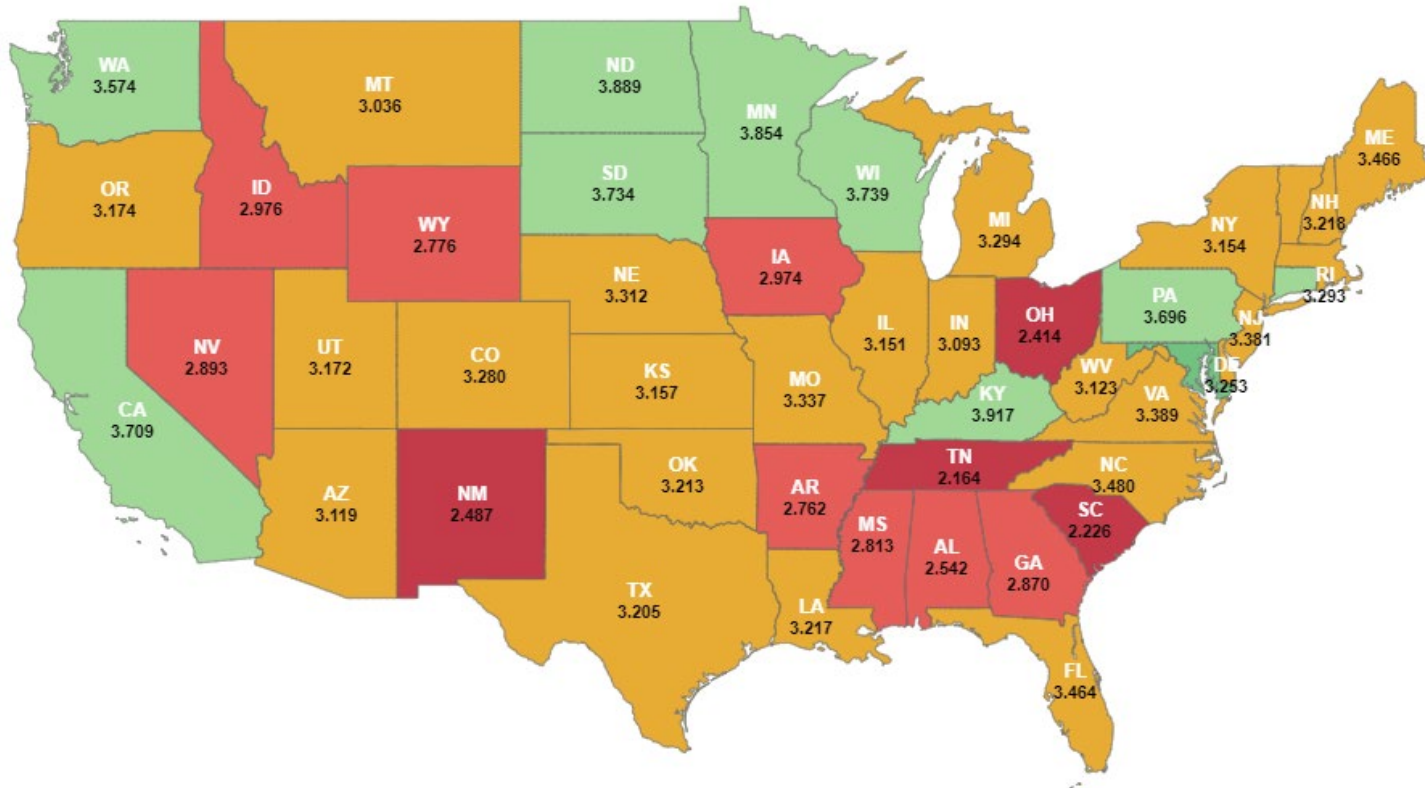 WA
3.574
MT
3.036
ND
3.889
MN
3.854
ME
3.466
OR
3.174
ID
2.976
SD
3.734
WI
3.739
NH
3.218
WY
2.776
MI
3.294
NY
3.154
IA
2.974
NE
3.312
RI
3.293
PA
3.696
NV
2.893
UT
3.172
CO
3.280
IL
3.151
IN
3.093
OH
2.414
NJ
3.381
KS
3.157
MO
3.337
WV
3.123
DE
3.253
CA
3.709
KY
3.917
VA
3.389
TN
2.164
NC
3.480
AZ
3.119
NM
2.487
OK
3.213
AR
2.762
SC
2.226
MS
2.813
AL
2.542
GA
2.870
TX
3.205
LA
3.217
FL
3.464